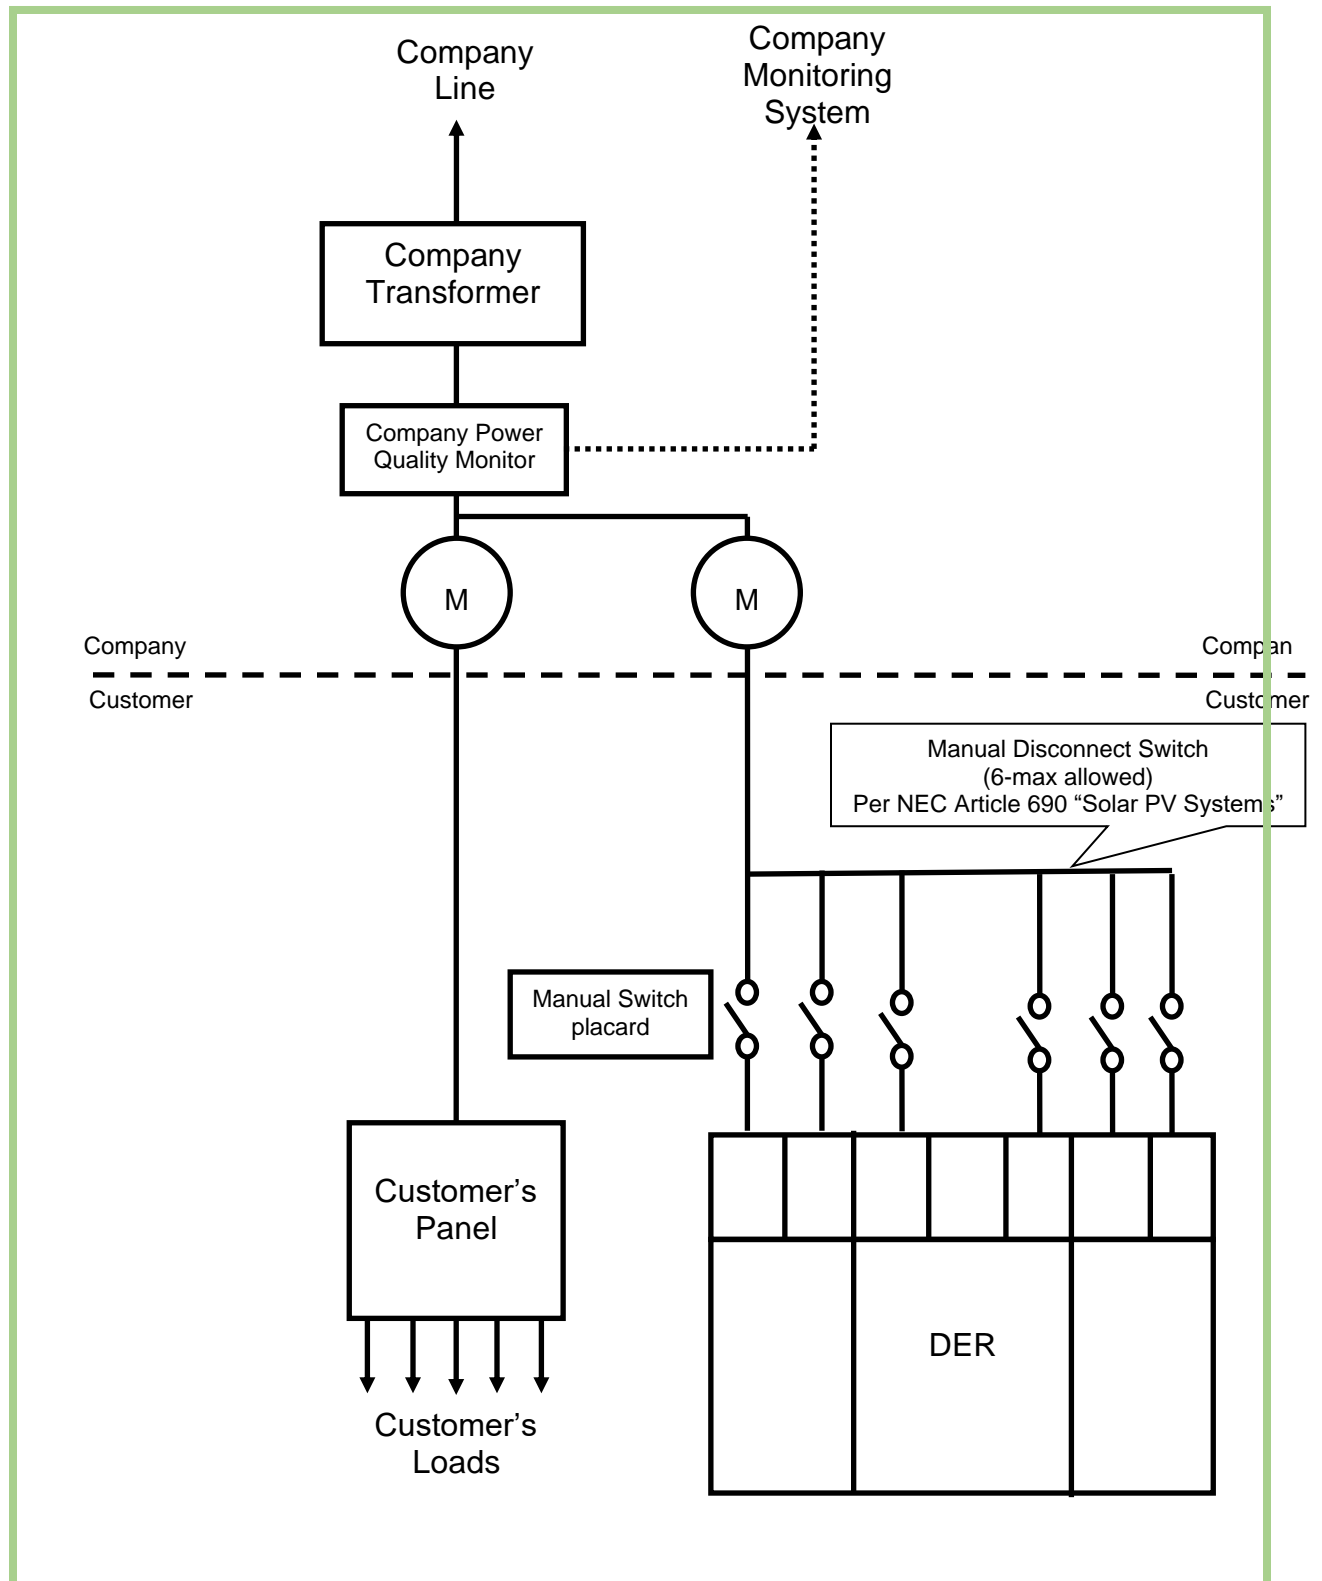 Company
Line
Company
Monitoring
System
Company
Transformer
Company Power
Quality Monitor
M
M
Company
Compan
Customer
Customer
Manual Disconnect Switch
(6-max allowed)
Per NEC Article 690 “Solar PV Systems”
Manual Switch
placard
Customer’s
Panel
DER
Customer’s
Loads